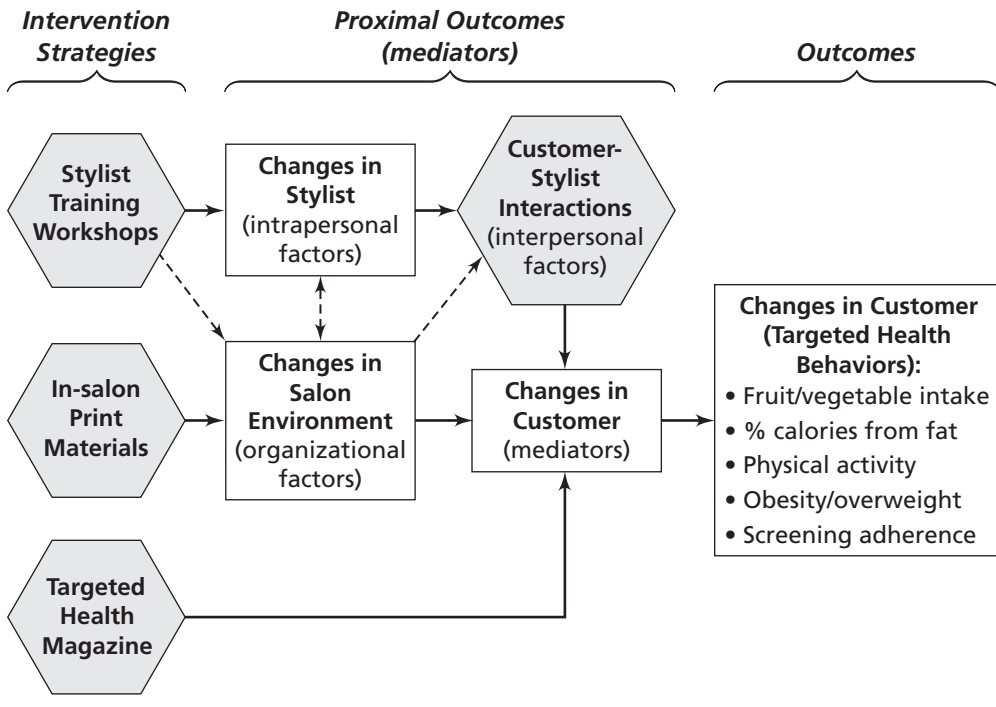 Intervention
Strategies
Proximal Outcomes
(mediators)
Outcomes
Stylist
Training
Workshops
Changes in
Stylist
(intrapersonal
factors)
Customer-
Stylist
Interactions
(interpersonal
factors)
In-salon
Print
Materials
Changes in
Salon
Environment
(organizational
factors)
Changes in
Customer
(mediators)
Changes in Customer
(Targeted Health
Behaviors):
• Fruit/vegetable intake
• % calories from fat
• Physical activity
• Obesity/overweight
• Screening adherence
Targeted
Health
Magazine